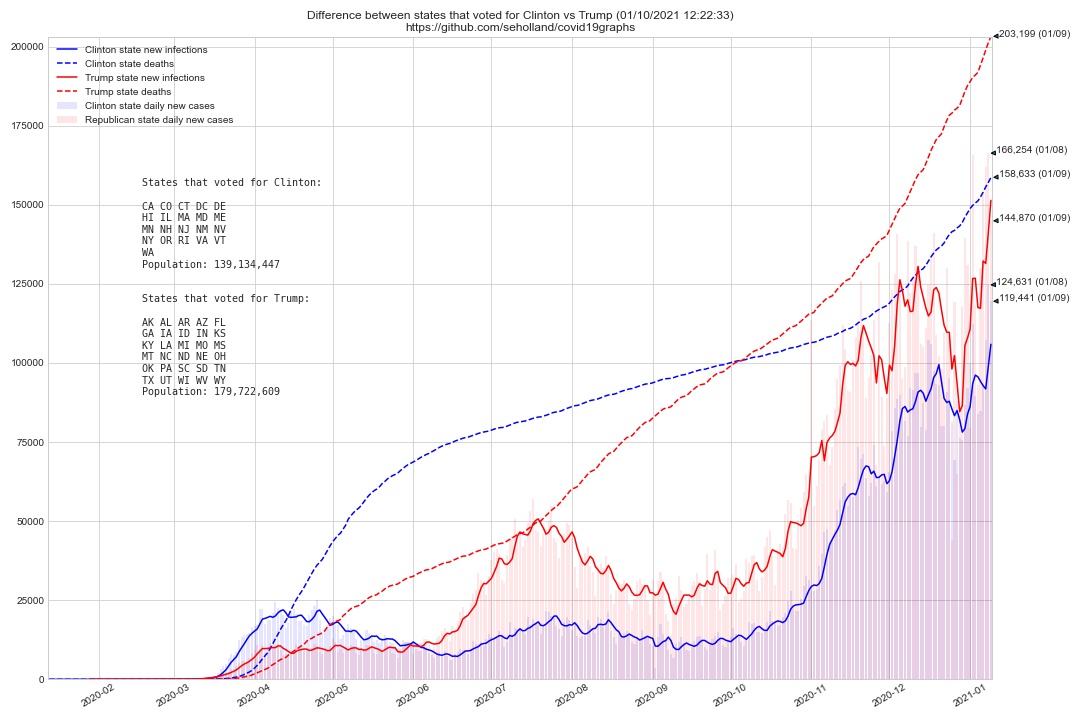 Difference between states that voted for Clinton vs Trump (01/10/2021 12:22:33)
https://github.com/seholland/covid19graphs
Clinton state new infections
Clinton state deaths
Trump state new infections
Trump state deaths
Clinton state daily new cases
Republican state daily new cases
States that voted for Clinton:
CA CO CT DC DE
HI IL MA MD ME
MN NH NJ NM NV
NY OR RI VA VT
WA
Population: 139,134,447
States that voted for Trump:
AK AL AR AZ FL
GA IA ID IN KS
KY LA MI MO MS
MT NC ND NE OH
OK PA SC SD TN
TX UT WI WV WY
Population: 179,722,609
200000
175000
150000
125000
100000
75000
50000
25000
0
203,199 (01/09)
166,254 (01/08)
158,633 (01/09)
144,870 (01/09)
124,631 (01/08)
119,441 (01/09)
2020-02
2020-03
2020-04
2020-05
2020-06
2020-07
2020-08
2020-09
2020-10
2020-11
2020-12
2021-01